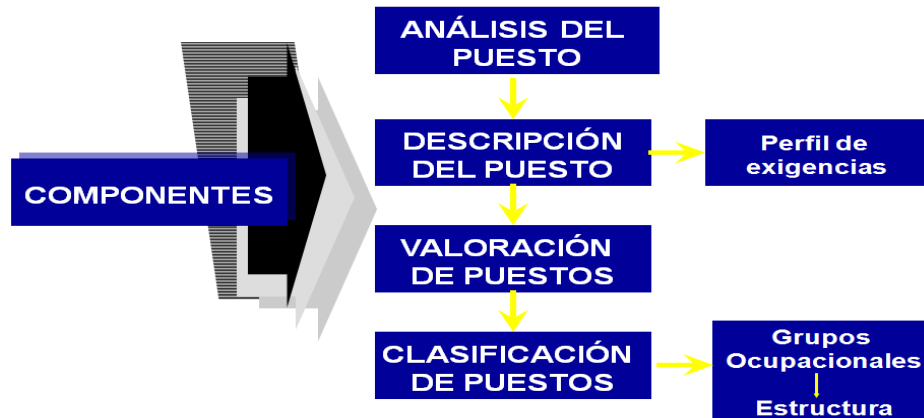 COMPONENTES
ANÁLISIS DEL
PUESTO
DESCRIPCIÓN
DEL PUESTO
Perfil de
exigencias
VALORACIÓN
DE PUESTOS
CLASIFICACIÓN
DE PUESTOS
Grupos
Ocupacionales
Estructura